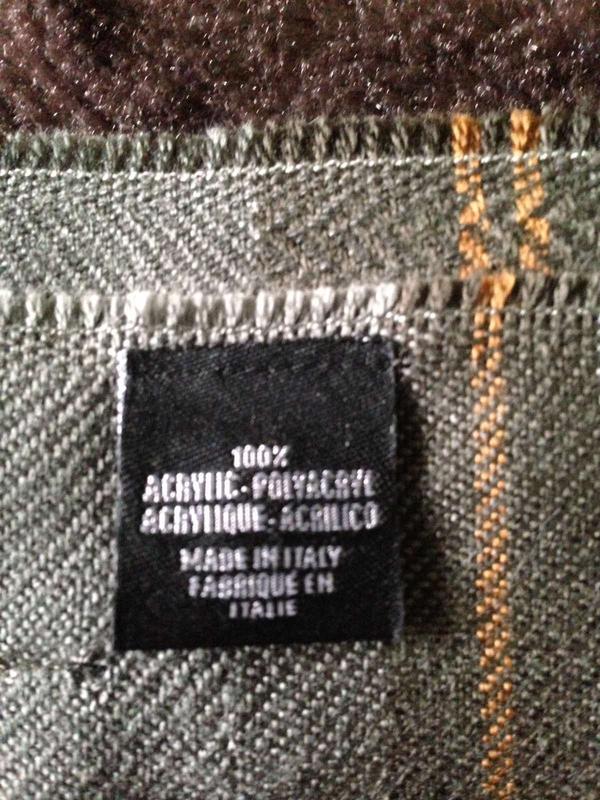 100%
ACRYLIC-POLYACRYL
ACRYLIQUE-ACRILICO
MADE IN ITALY
FABRIQUE EN
ITALIE